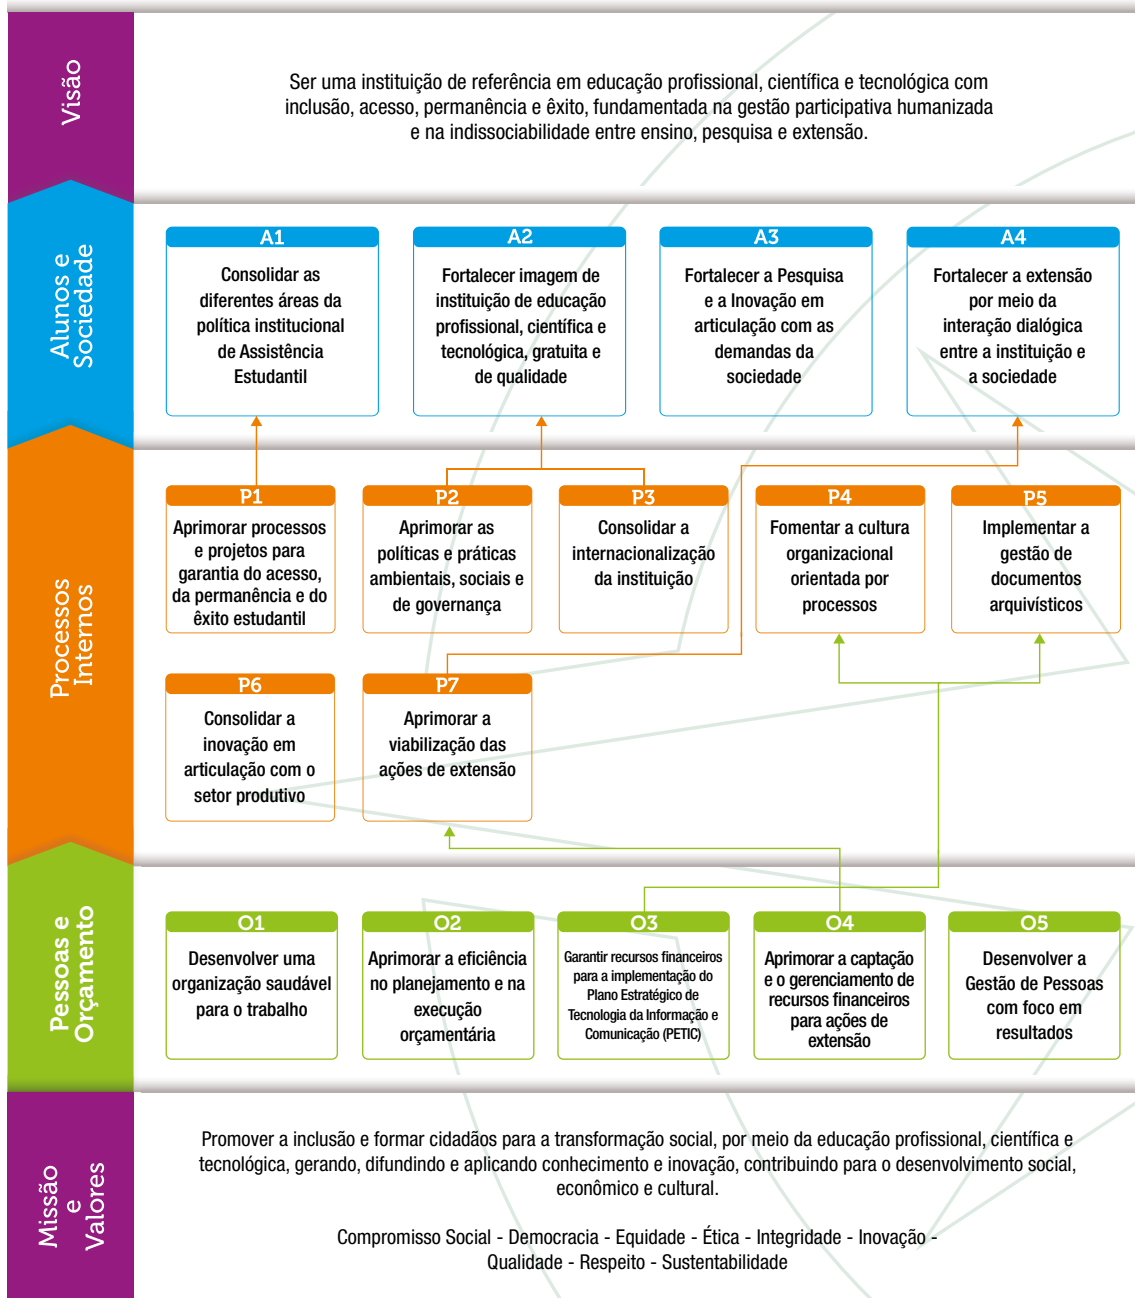 Visão
Ser uma instituição de referência em educação profissional, científica e tecnológica com
inclusão, acesso, permanência e êxito, fundamentada na gestão participativa humanizada
e na indissociabilidade entre ensino, pesquisa e extensão.
Alunos e
Sociedade
A1
Consolidar as
diferentes áreas da
política institucional
de Assistência
Estudantil
A2
Fortalecer imagem de
instituição de educação
profissional, científica e
tecnológica, gratuita e
de qualidade
A3
Fortalecer a Pesquisa
e a Inovação em
articulação com as
demandas da
sociedade
A4
Fortalecer a extensão
por meio da
interação dialógica
entre a instituição e
a sociedade
Processos
Internos
P1
Aprimorar processos
e projetos para
garantia do acesso,
da permanência e do
êxito estudantil
P2
Aprimorar as
políticas e práticas
ambientais, sociais e
de governança
P3
Consolidar a
internacionalização
da instituição
P4
Fomentar a cultura
organizacional
orientada por
processos
P5
Implementar a
gestão de
documentos
arquivísticos
P6
Consolidar a
inovação em
articulação com o
setor produtivo
P7
Aprimorar a
viabilização das
ações de extensão
Pessoas e
Orçamento
O1
Desenvolver uma
organização saudável
para o trabalho
O2
Aprimorar a eficiência
no planejamento e na
execução
orçamentária
O3
Garantir recursos financeiros
para a implementação do
Plano Estratégico de
Tecnologia da Informação e
Comunicação (PETIC)
O4
Aprimorar a captação
e o gerenciamento de
recursos financeiros
para ações de
extensão
O5
Desenvolver a
Gestão de Pessoas
com foco em
resultados
Missão
e
Valores
Promover a inclusão e formar cidadãos para a transformação social, por meio da educação profissional, científica e
tecnológica, gerando, difundindo e aplicando conhecimento e inovação, contribuindo para o desenvolvimento social,
econômico e cultural.
Compromisso Social - Democracia - Equidade - Ética - Integridade - Inovação -
Qualidade - Respeito - Sustentabilidade